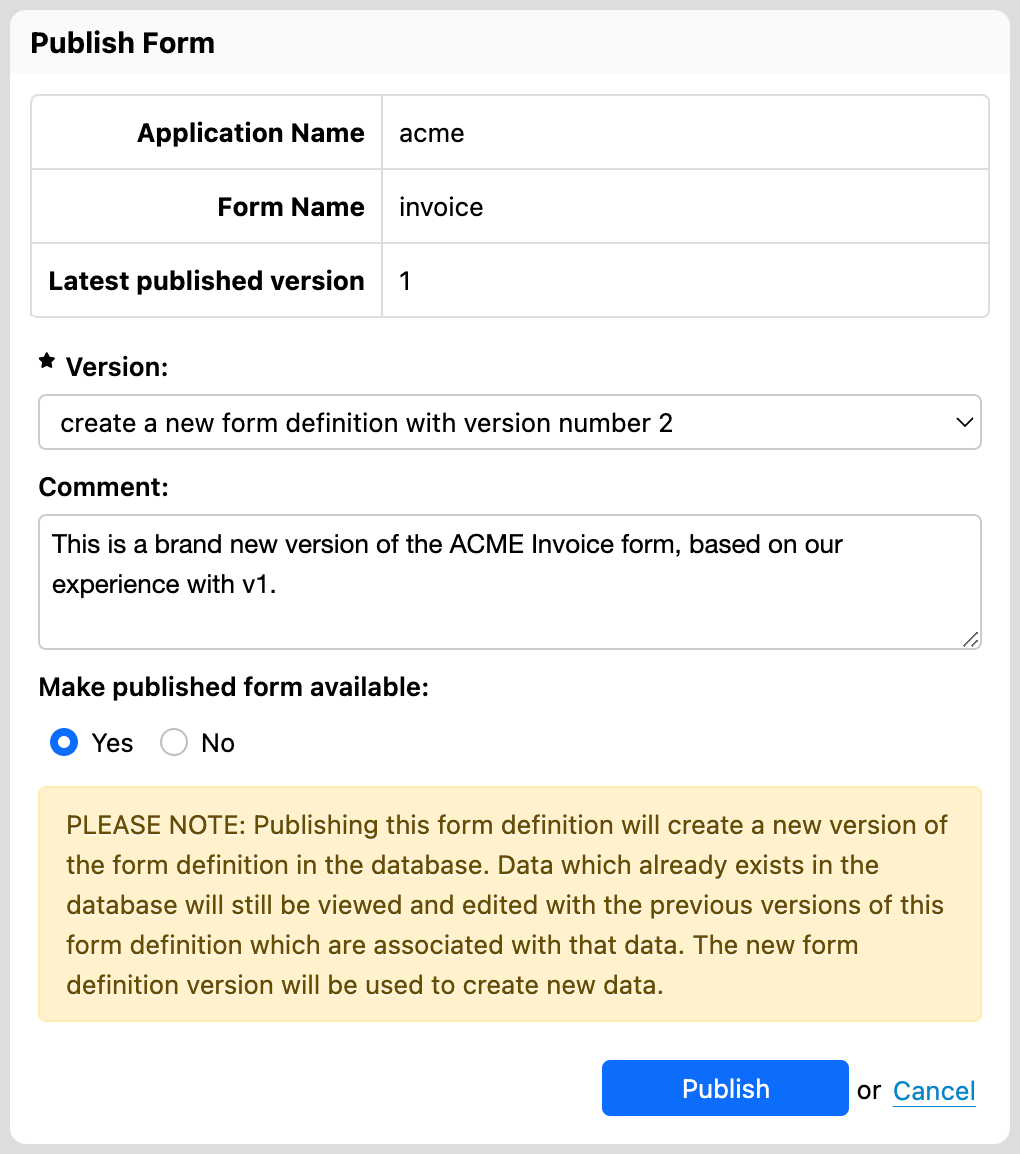 Publish Form
Application Name acme
Form Name invoice
Latest published version 1
★ Version:
create a new form definition with version number 2
Comment:
This is a brand new version of the ACME Invoice form, based on our
experience with v1.
Make published form available:
Yes No
PLEASE NOTE: Publishing this form definition will create a new version of
the form definition in the database. Data which already exists in the
database will still be viewed and edited with the previous versions of this
form definition which are associated with that data. The new form
definition version will be used to create new data.
Publish or Cancel